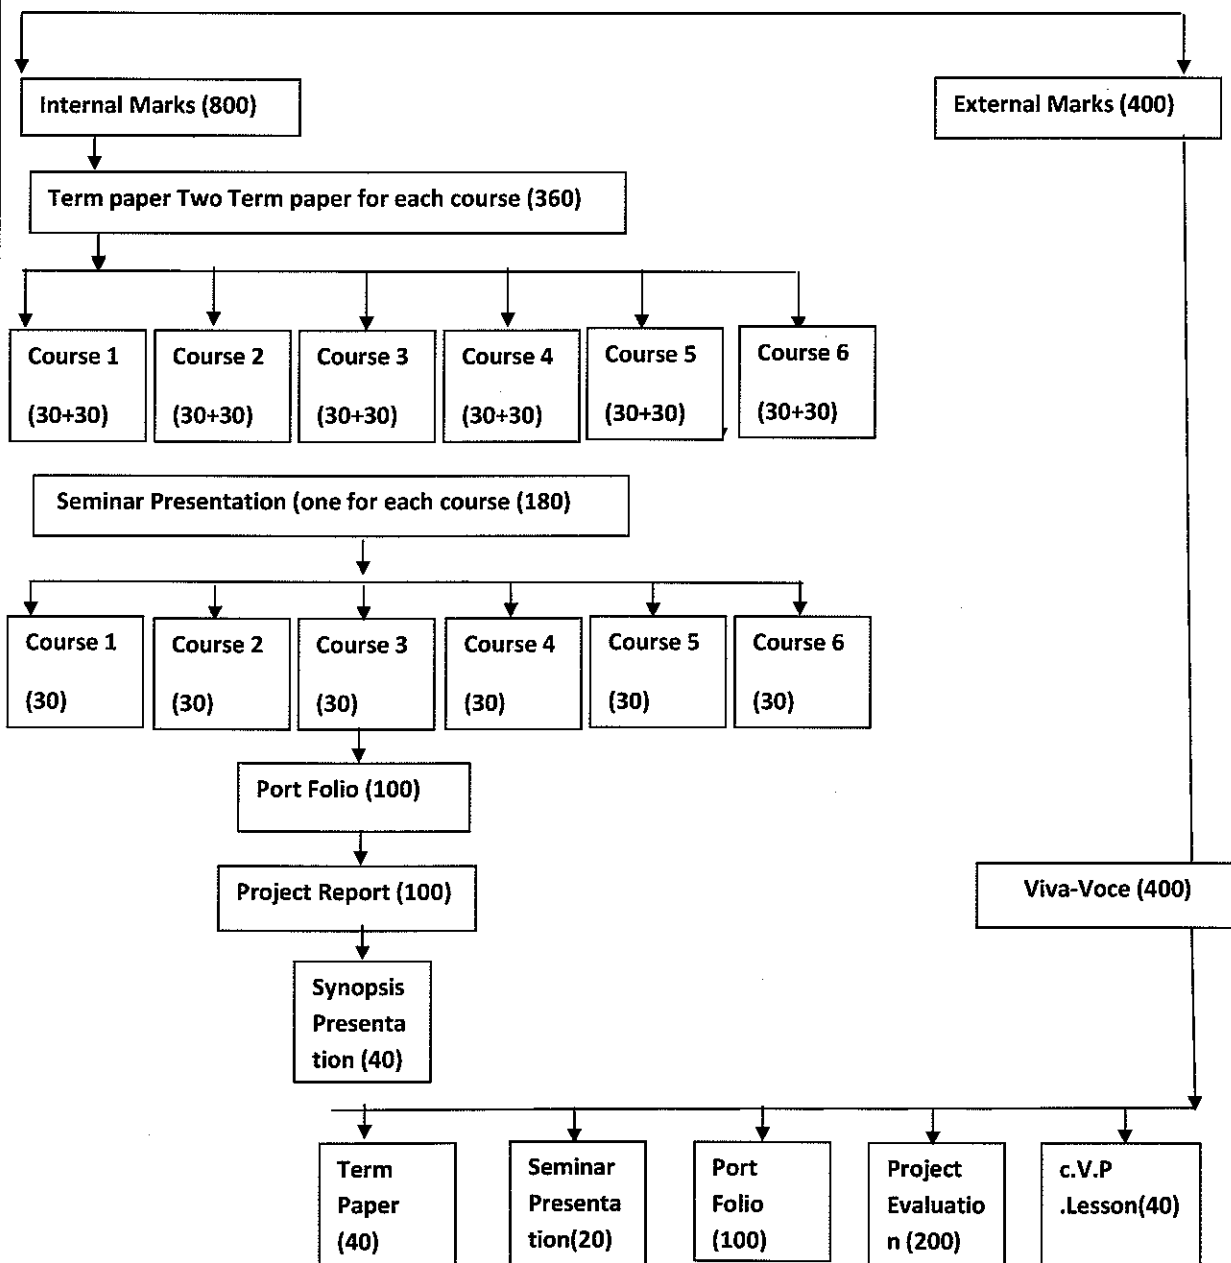 Internal Marks (800)
External Marks (400)
Term paper Two Term paper for each course (360)
Course 1
(30+30)
Course 2
(30+30)
Course 3
(30+30)
Course 4
(30+30)
Course 5
(30+30)
Course 6
(30+30)
Seminar Presentation (one for each course (180)
Course 1
(30)
Course 2
(30)
Course 3
(30)
Course 4
(30)
Course 5
(30)
Course 6
(30)
Port Folio (100)
Project Report (100)
Viva-Voce (400)
Synopsis
Presenta
tion (40)
Term
Paper
(40)
Seminar
Presenta
tion(20)
Port
Folio
(100)
Project
Evaluatio
n (200)
c.V.P
.Lesson(40)